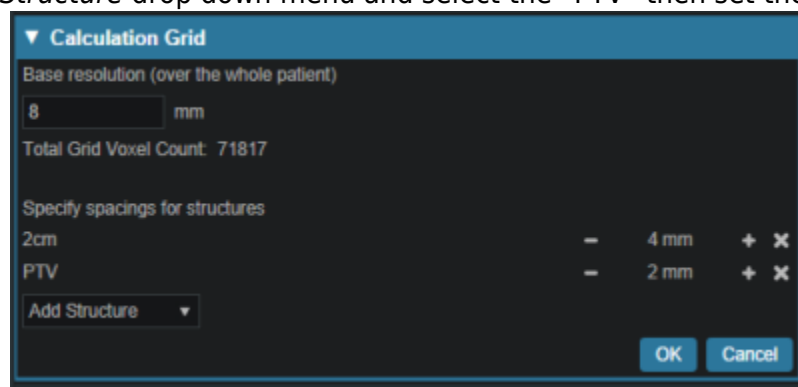 Structure drop down menu and select the "PTV" then set the
▼ Calculation Grid
Base resolution (over the whole patient)
8 mm
Total Grid Voxel Count: 71817
Specify spacings for structures
2cm − 4 mm + ×
PTV − 2 mm + ×
Add Structure ▼
OK Cancel